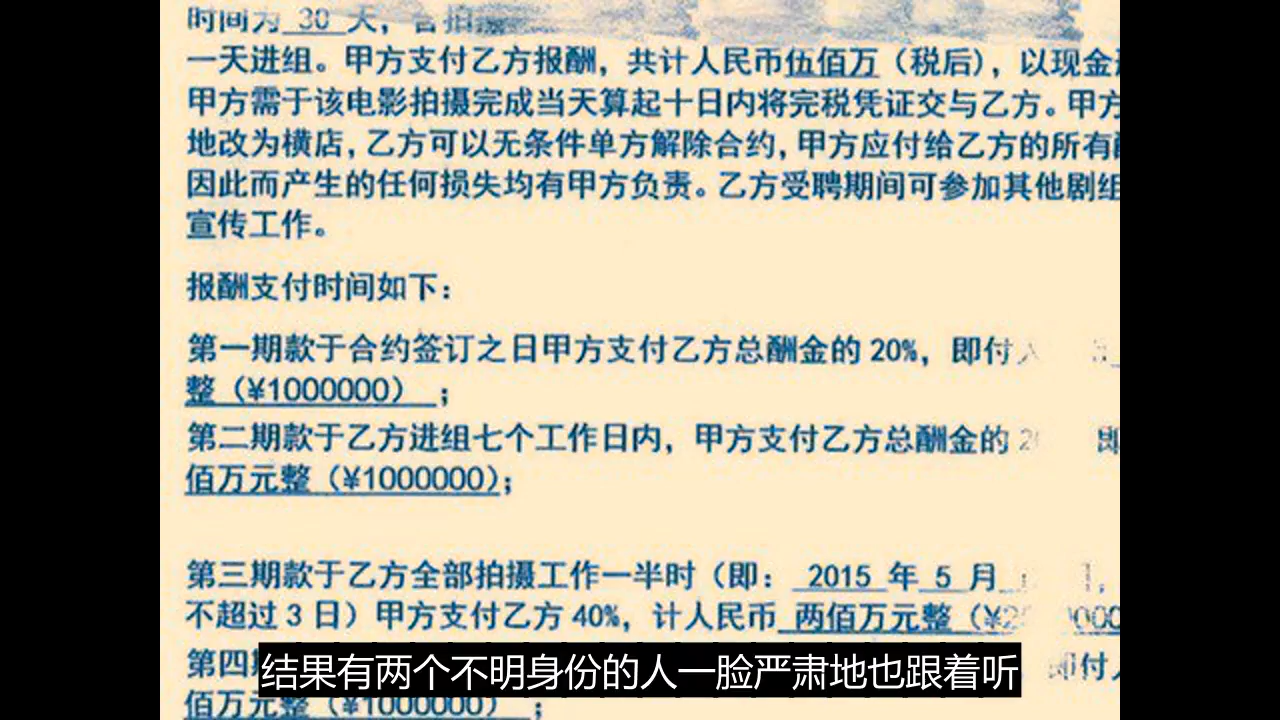 时间为 30 天，
一天进组。甲方支付乙方报酬，共计人民币伍佰万（税后），以现金
甲方需于该电影拍摄完成当天算起十日内将完税凭证交与乙方。甲方
地改为横店，乙方可以无条件单方解除合约，甲方应付给乙方的所有
因此而产生的任何损失均有甲方负责。乙方受聘期间可参加其他剧组
宣传工作。
报酬支付时间如下：
第一期款于合约签订之日甲方支付乙方总酬金的 20%，即付
整（¥1000000） ；
第二期款于乙方进组七个工作日内，甲方支付乙方总酬金的 即
佰万元整（¥1000000）；
第三期款于乙方全部拍摄工作一半时（即： 2015 年 5 月
不超过 3 日）甲方支付乙方 40%，计人民币 两佰万元整（¥2
第四 即付
佰万元整（¥1000000） ；
结果有两个不明身份的人一脸严肃地也跟着听